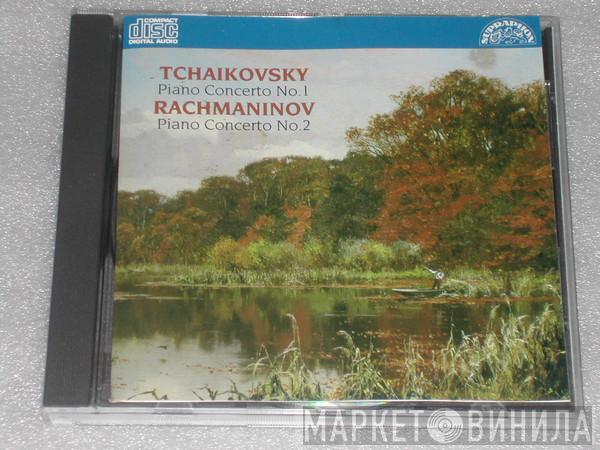 COMPACT
disc
DIGITAL AUDIO
SUPRAPHON
TCHAIKOVSKY
Piano Concerto No.1
RACHMANINOV
Piano Concerto No.2
МАРКЕТ ВИНИЛА